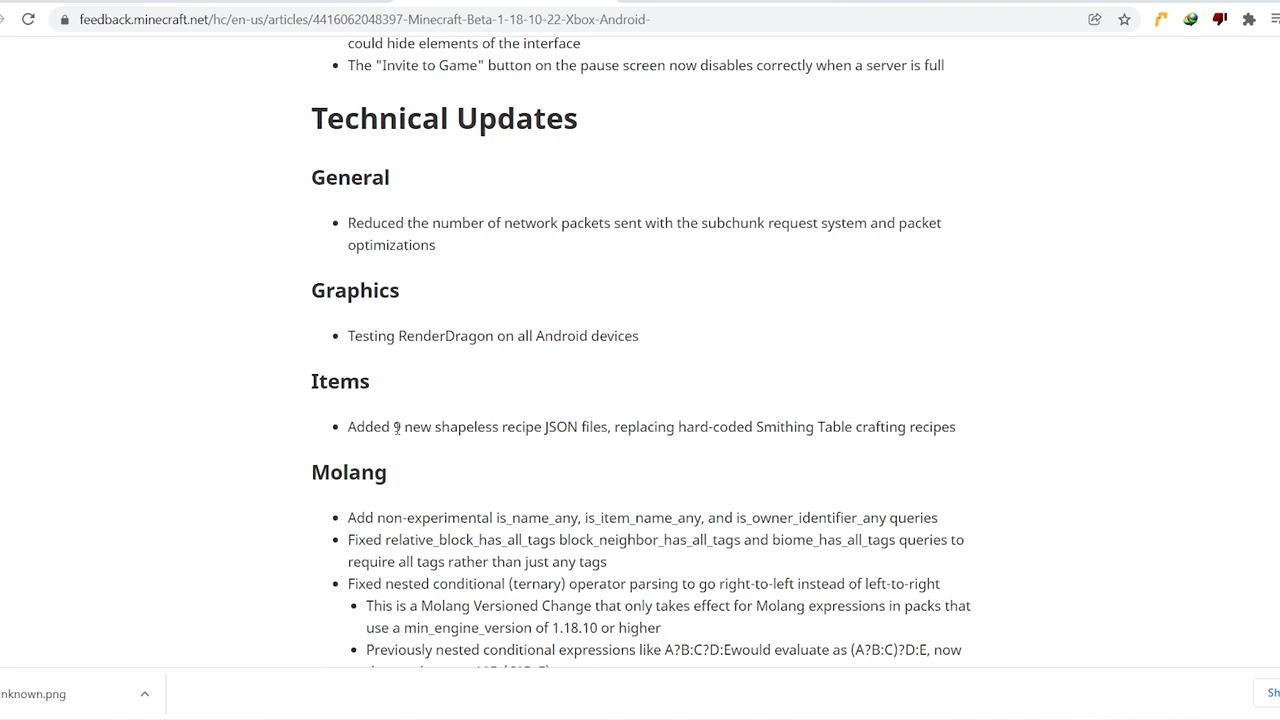 feedback.minecraft.net/hc/en-us/articles/4416062048397-Minecraft-Beta-1-18-10-22-Xbox-Android-
could hide elements of the interface
• The "Invite to Game" button on the pause screen now disables correctly when a server is full
Technical Updates
General
• Reduced the number of network packets sent with the subchunk request system and packet
optimizations
Graphics
• Testing RenderDragon on all Android devices
Items
• Added 9 new shapeless recipe JSON files, replacing hard-coded Smithing Table crafting recipes
Molang
• Add non-experimental is_name_any, is_item_name_any, and is_owner_identifier_any queries
• Fixed relative_block_has_all_tags block_neighbor_has_all_tags and biome_has_all_tags queries to
require all tags rather than just any tags
• Fixed nested conditional (ternary) operator parsing to go right-to-left instead of left-to-right
• This is a Molang Versioned Change that only takes effect for Molang expressions in packs that
use a min_engine_version of 1.18.10 or higher
• Previously nested conditional expressions like A?B:C?D:Ewould evaluate as (A?B:C)?D:E, now
nknown.png
Sh